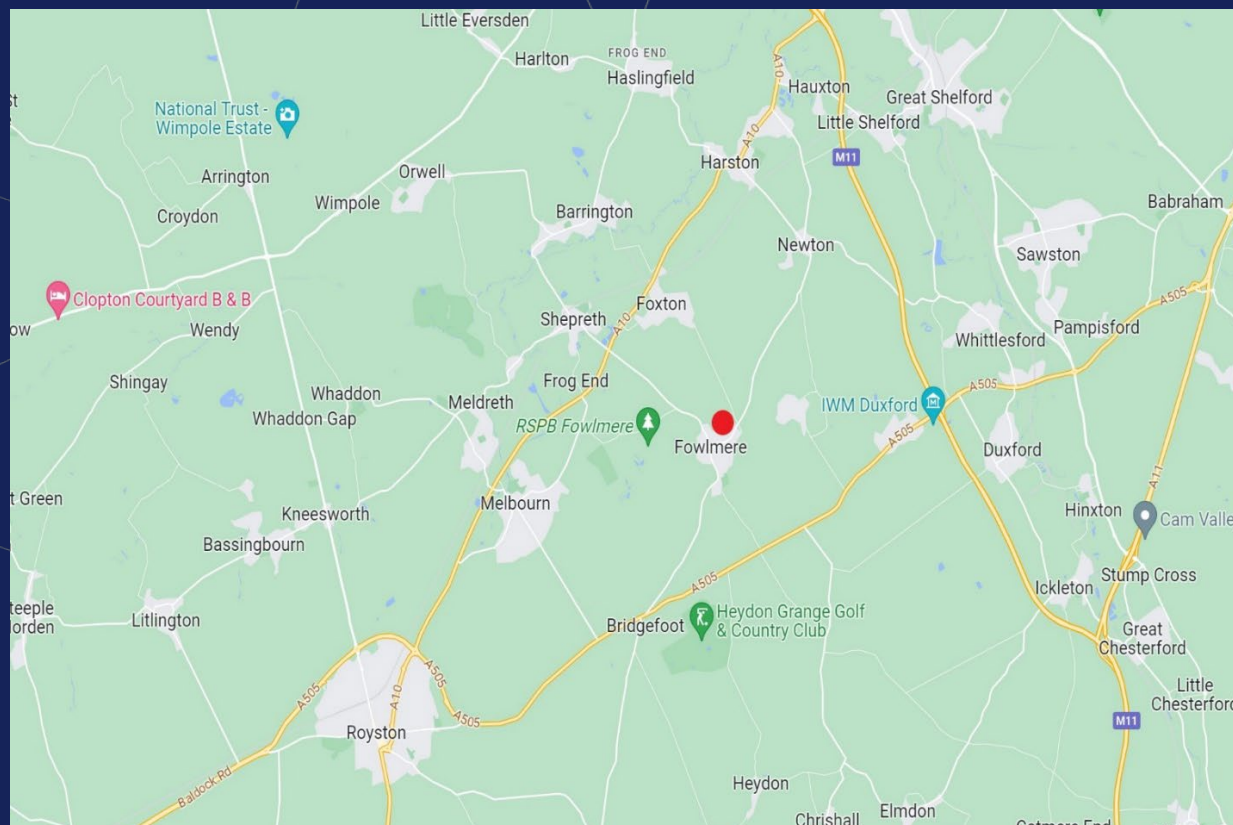 Little Eversden
Harlton
FROG END
Haslingfield
A10
Hauxton
Great Shelford
Little Shelford
National Trust -
Wimpole Estate
A10
M11
Harston
Arrington
Orwell
Wimpole
Babraham
Croydon
Barrington
Newton
Sawston
Clopton Courtyard B & B
Foxton
A505
Shepreth
A10
Pampisford
Wendy
Whittlesford
Shingay
Frog End
Whaddon
Meldreth
A505
IWM Duxford
Whaddon Gap
RSPB Fowlmere
A505
Fowlmere
Duxford
A11
t Green
Melbourn
Kneesworth
Hinxton
Cam Valle
Bassingbourn
Stump Cross
A505
Ickleton
teeple
Morden
Litlington
Bridgefoot
Heydon Grange Golf
& Country Club
Great
Chesterford
A505
A505
A10
Little
Chesterford
A505
M11
Royston
Baldock Rd
Heydon
Elmdon
Chrishall